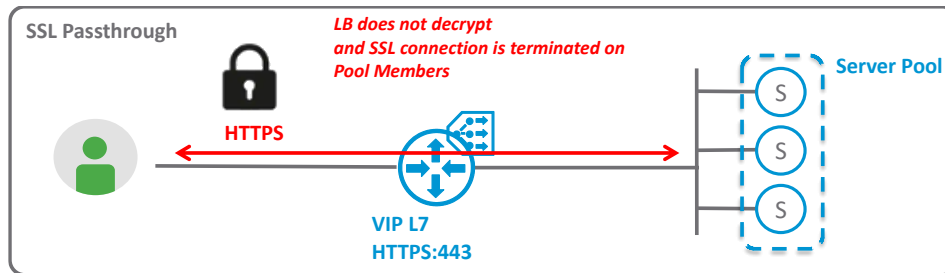 SSL Passthrough
LB does not decrypt
and SSL connection is terminated on
Pool Members
HTTPS
Server Pool
S
S
S
VIP L7
HTTPS:443